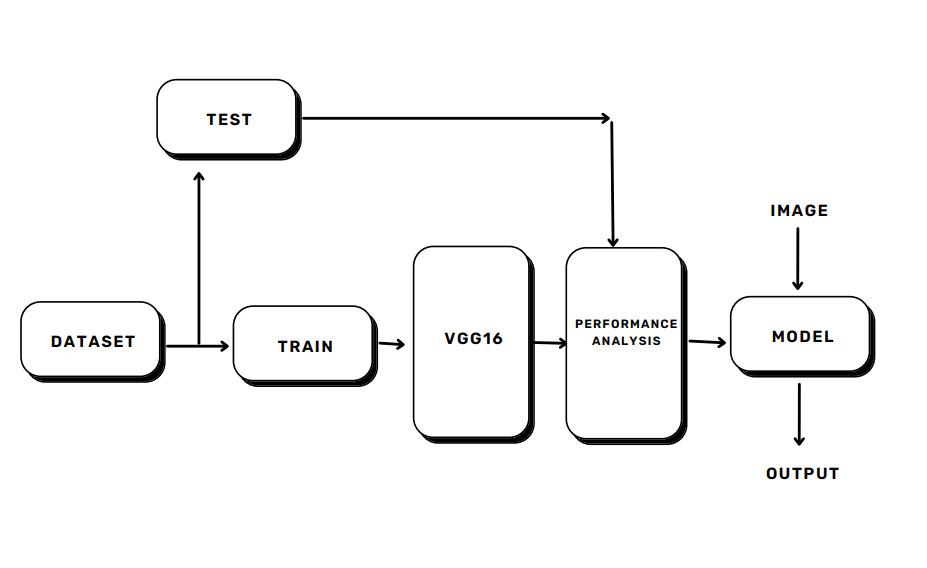 TEST
IMAGE
DATASET
TRAIN
VGG16
PERFORMANCE
ANALYSIS
MODEL
OUTPUT